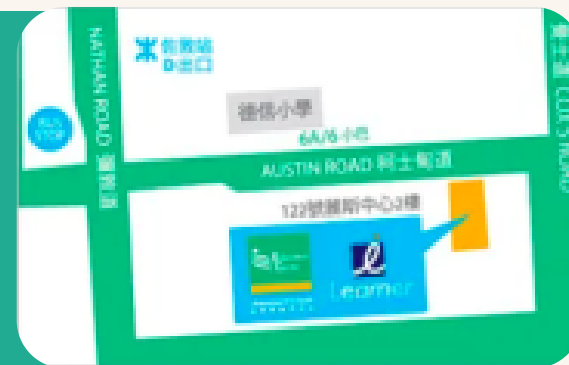 NATHAN ROAD 彌敦道
BUS
STOP
佐敦站
D出口
德信小學
6A/6小巴
AUSTIN ROAD 柯士甸道
COX'S ROAD
122號麗斯中心2樓
Learner